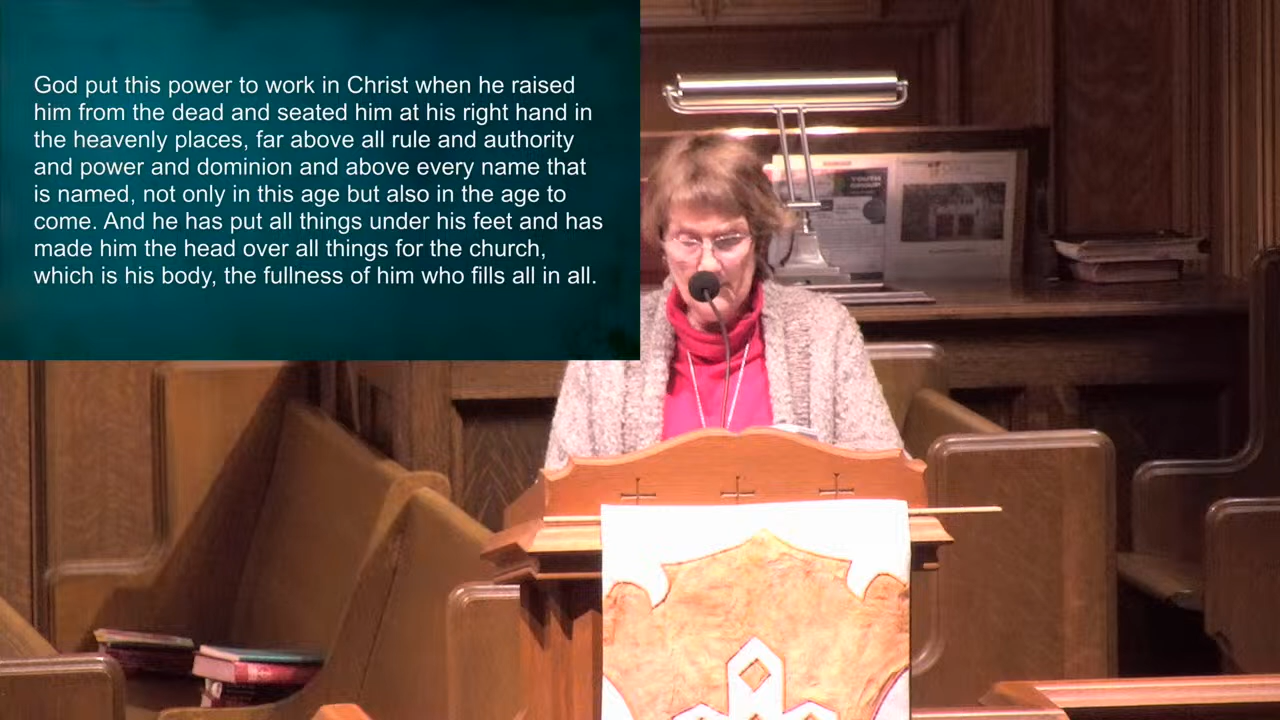 God put this power to work in Christ when he raised
him from the dead and seated him at his right hand in
the heavenly places, far above all rule and authority
and power and dominion and above every name that
is named, not only in this age but also in the age to
come. And he has put all things under his feet and has
made him the head over all things for the church,
which is his body, the fullness of him who fills all in all.
YOUTH
GROUP